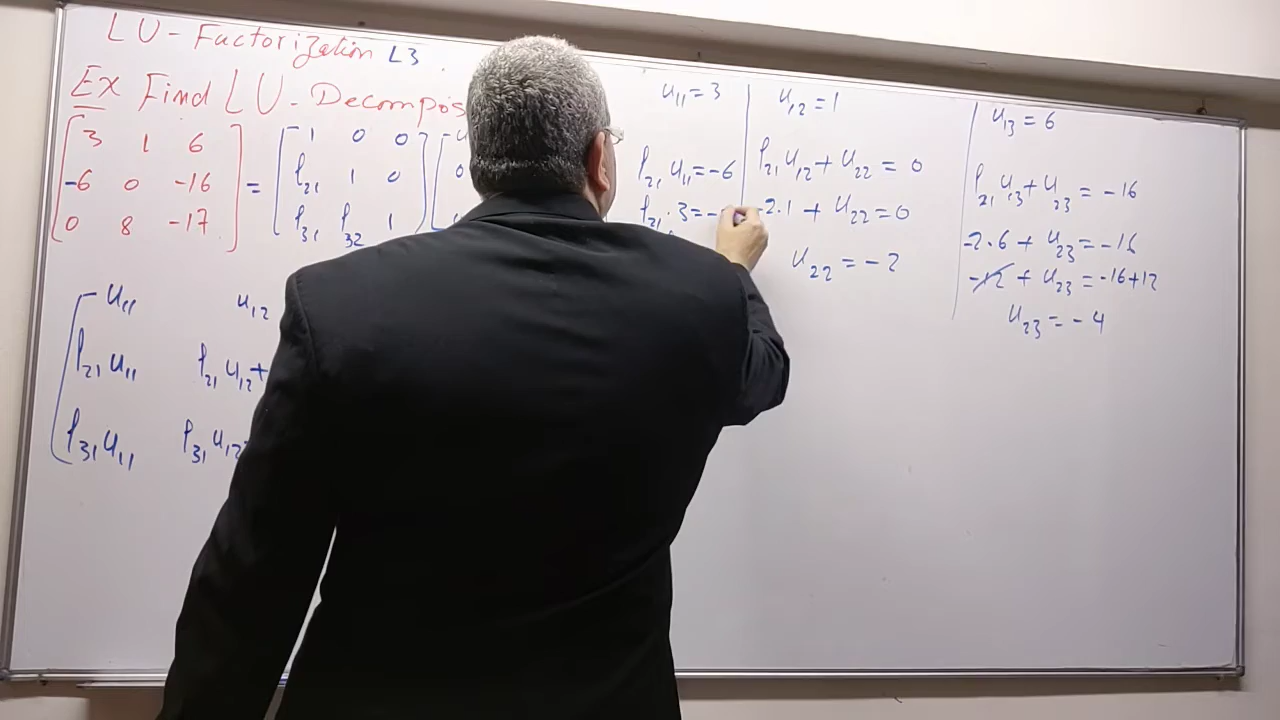 LU - Factorization L3
Ex Find LU - Decompos
[3 1 6
-6 0 -16
0 8 -17] = [1 0 0
l21 1 0
l31 l32 1] [
0
u11 u12
l21 u11 l21 u12 +
l31 u11 l31 u12
u11 = 3
l21 u11 = -6
l21 . 3 = -
u12 = 1
l21 u12 + u22 = 0
-2.1 + u22 = 0
u22 = -2
u13 = 6
l21 u13 + u23 = -16
-2.6 + u23 = -16
-12 + u23 = -16+12
u23 = -4